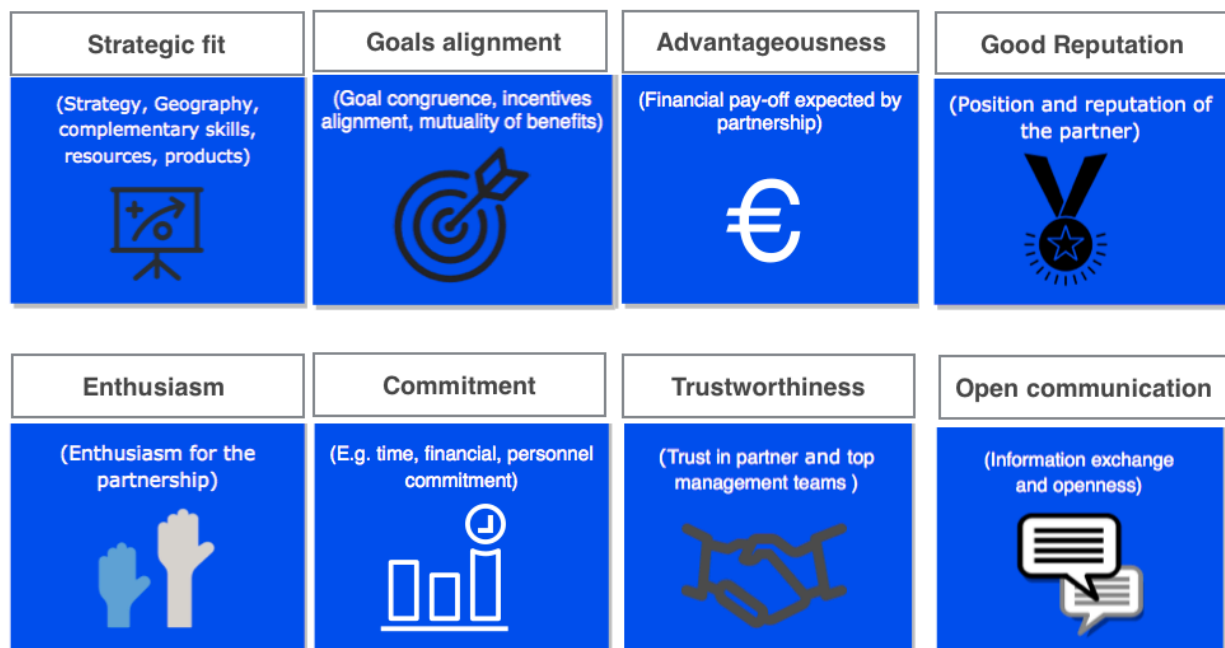 Strategic fit
(Strategy, Geography,
complementary skills,
resources, products)
Goals alignment
(Goal congruence, incentives
alignment, mutuality of benefits)
Advantageousness
(Financial pay-off expected by
partnership)
€
Good Reputation
(Position and reputation of
the partner)
Enthusiasm
(Enthusiasm for the
partnership)
Commitment
(E.g. time, financial, personnel
commitment)
Trustworthiness
(Trust in partner and top
management teams )
Open communication
(Information exchange
and openness)